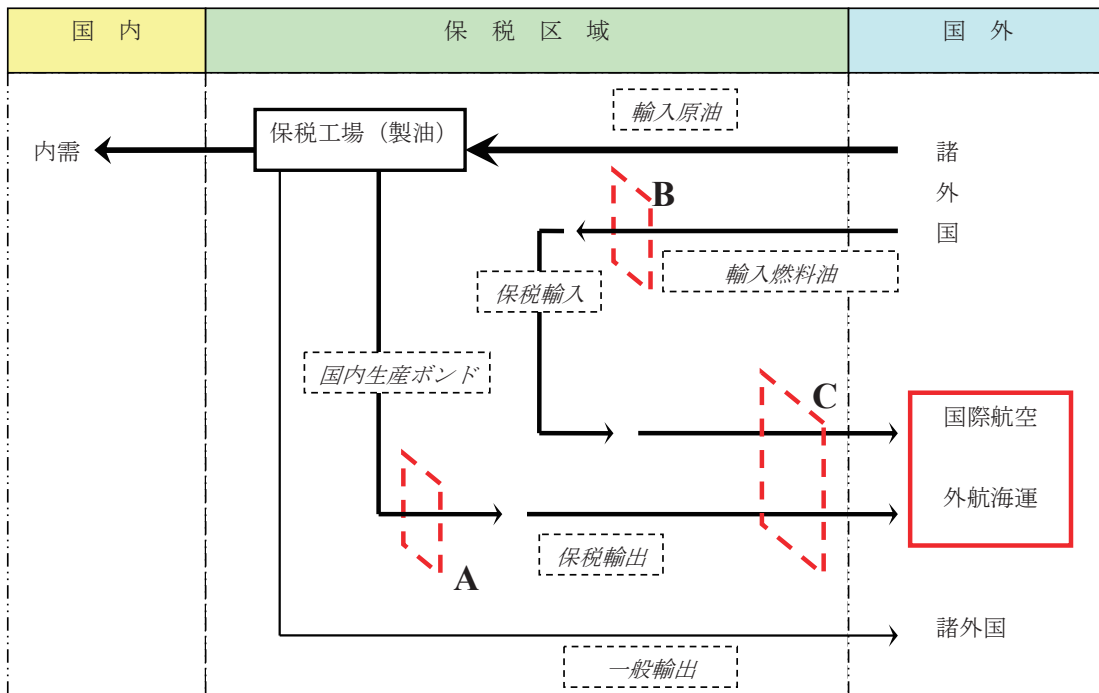 国 内
保 税 区 域
国 外
輸入原油
保税工場（製油）
内需
諸
外
国
B
輸入燃料油
保税輸入
国内生産ボンド
C
国際航空
外航海運
A
保税輸出
諸外国
一般輸出